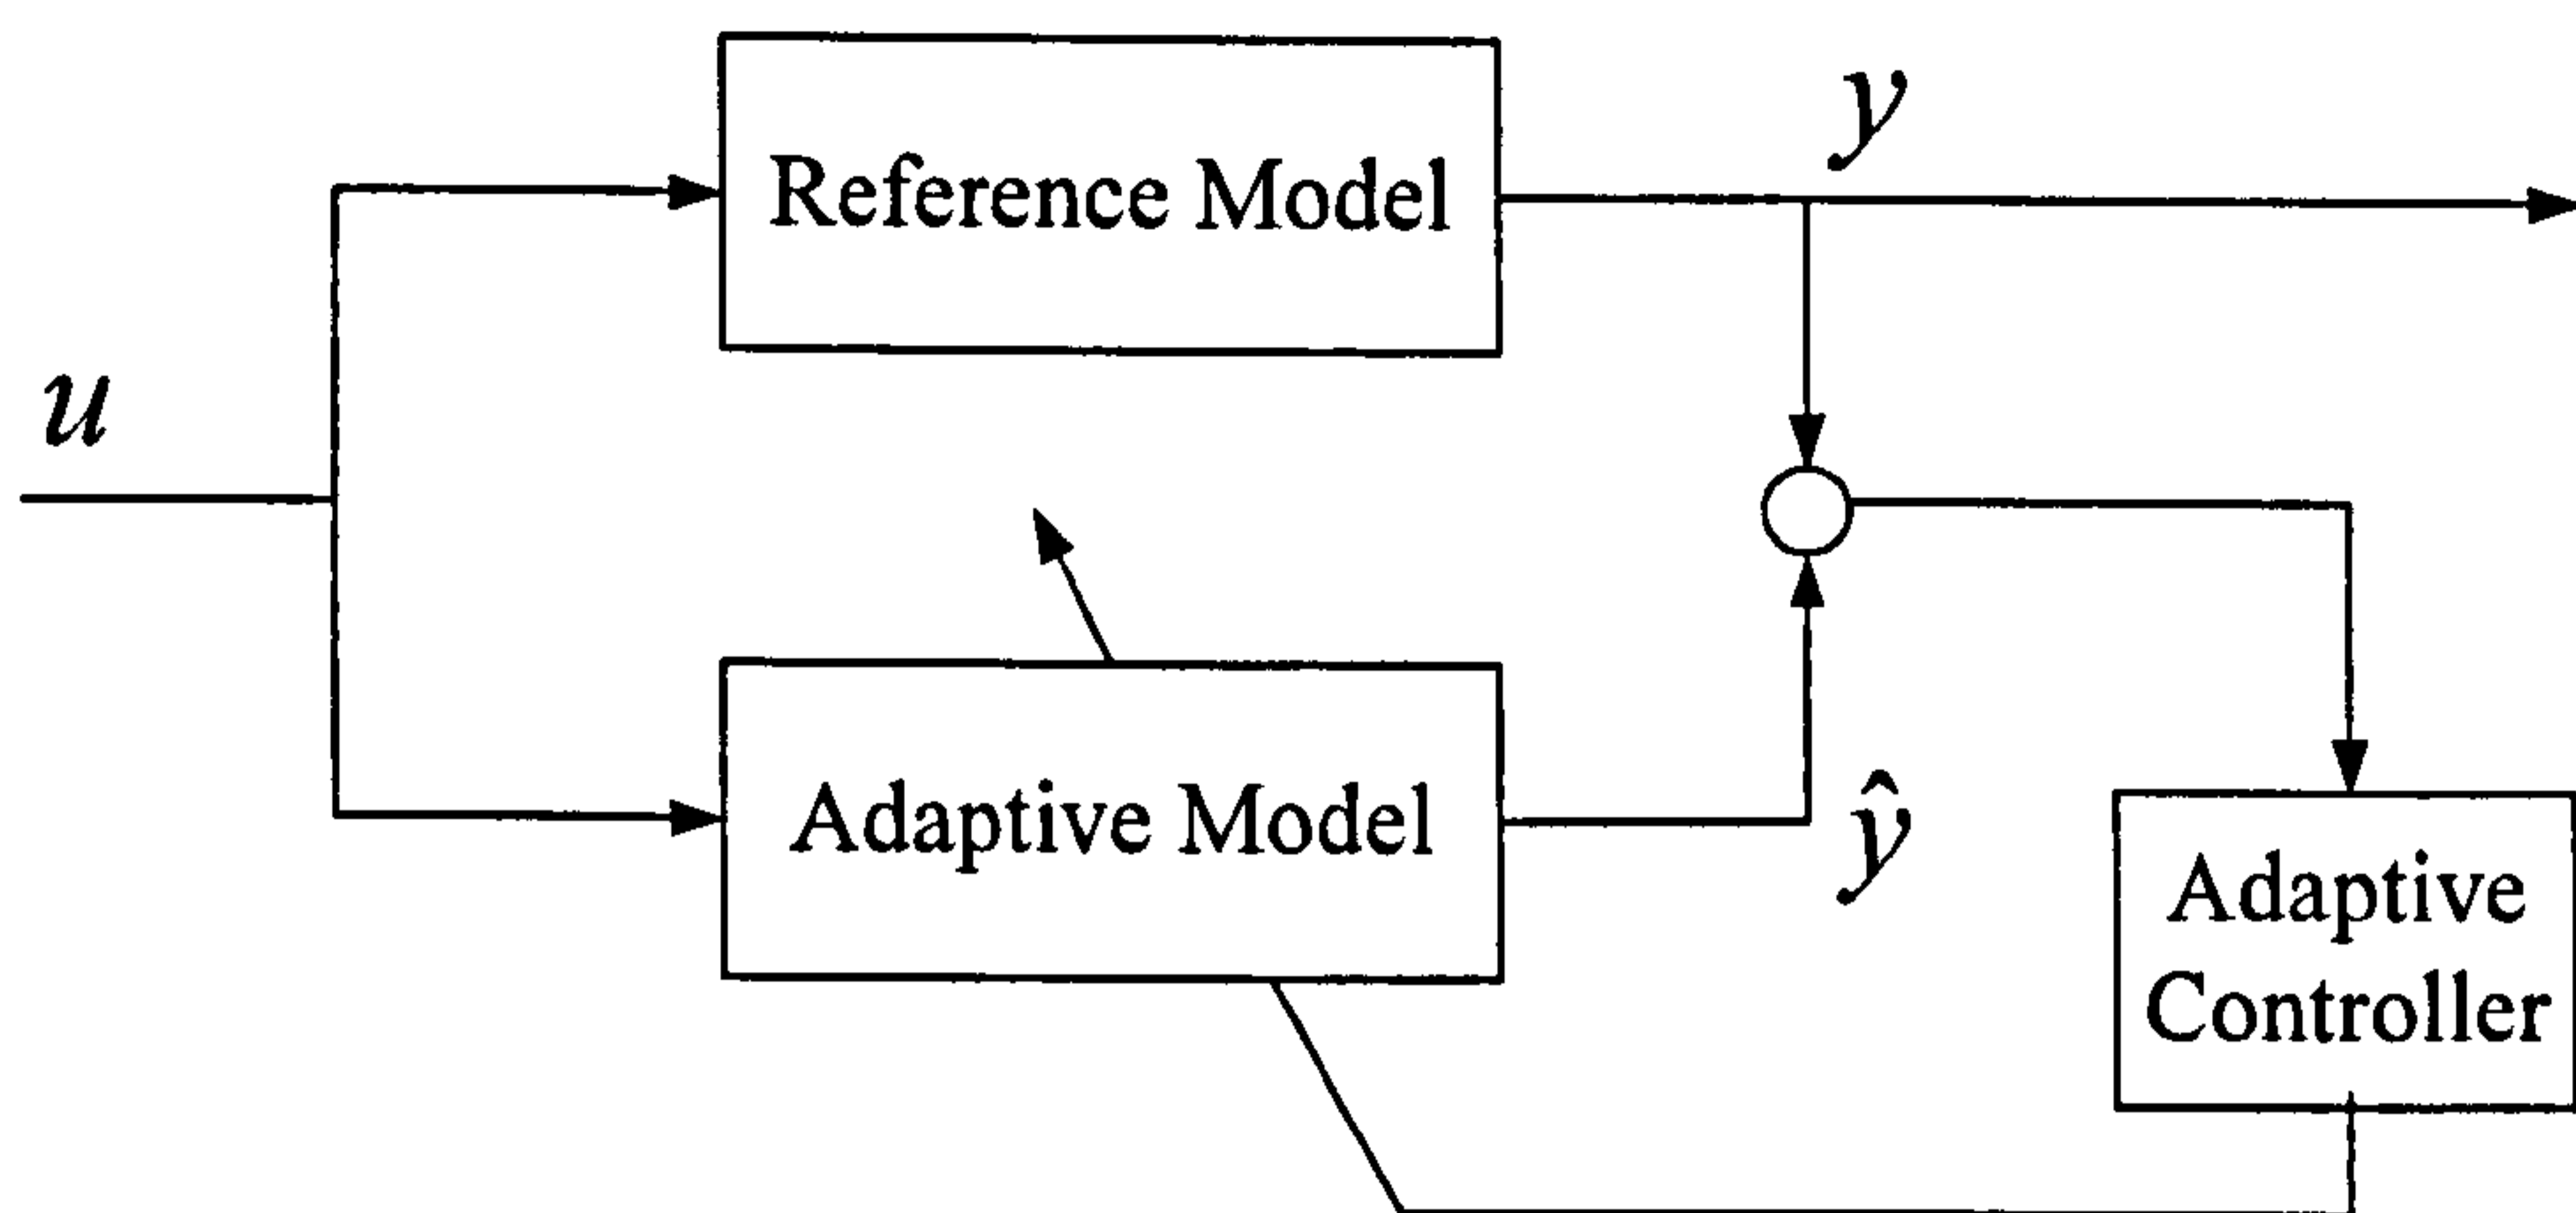 y
Reference Model
u
Adaptive Model
ŷ
Adaptive
Controller